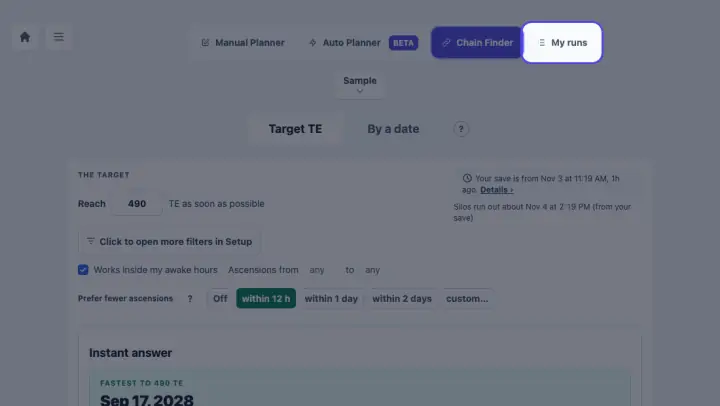 Manual Planner
Auto Planner BETA
Chain Finder
My runs
Sample
Target TE
By a date
?
THE TARGET
Your save is from Nov 3 at 11:19 AM, 1h
ago. Details ›
Silos run out about Nov 4 at 2:19 PM (from your
save)
Reach 490 TE as soon as possible
Click to open more filters in Setup
Works inside my awake hours Ascensions from any to any
Prefer fewer ascensions ? Off within 12 h within 1 day within 2 days custom...
Instant answer
FASTEST TO 490 TE
Sep 17, 2028